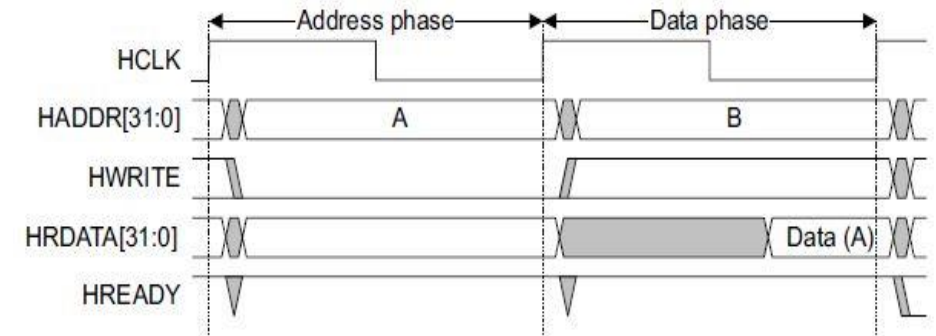 Address phase Data phase
HCLK
HADDR[31:0] A B
HWRITE
HRDATA[31:0] Data (A)
HREADY